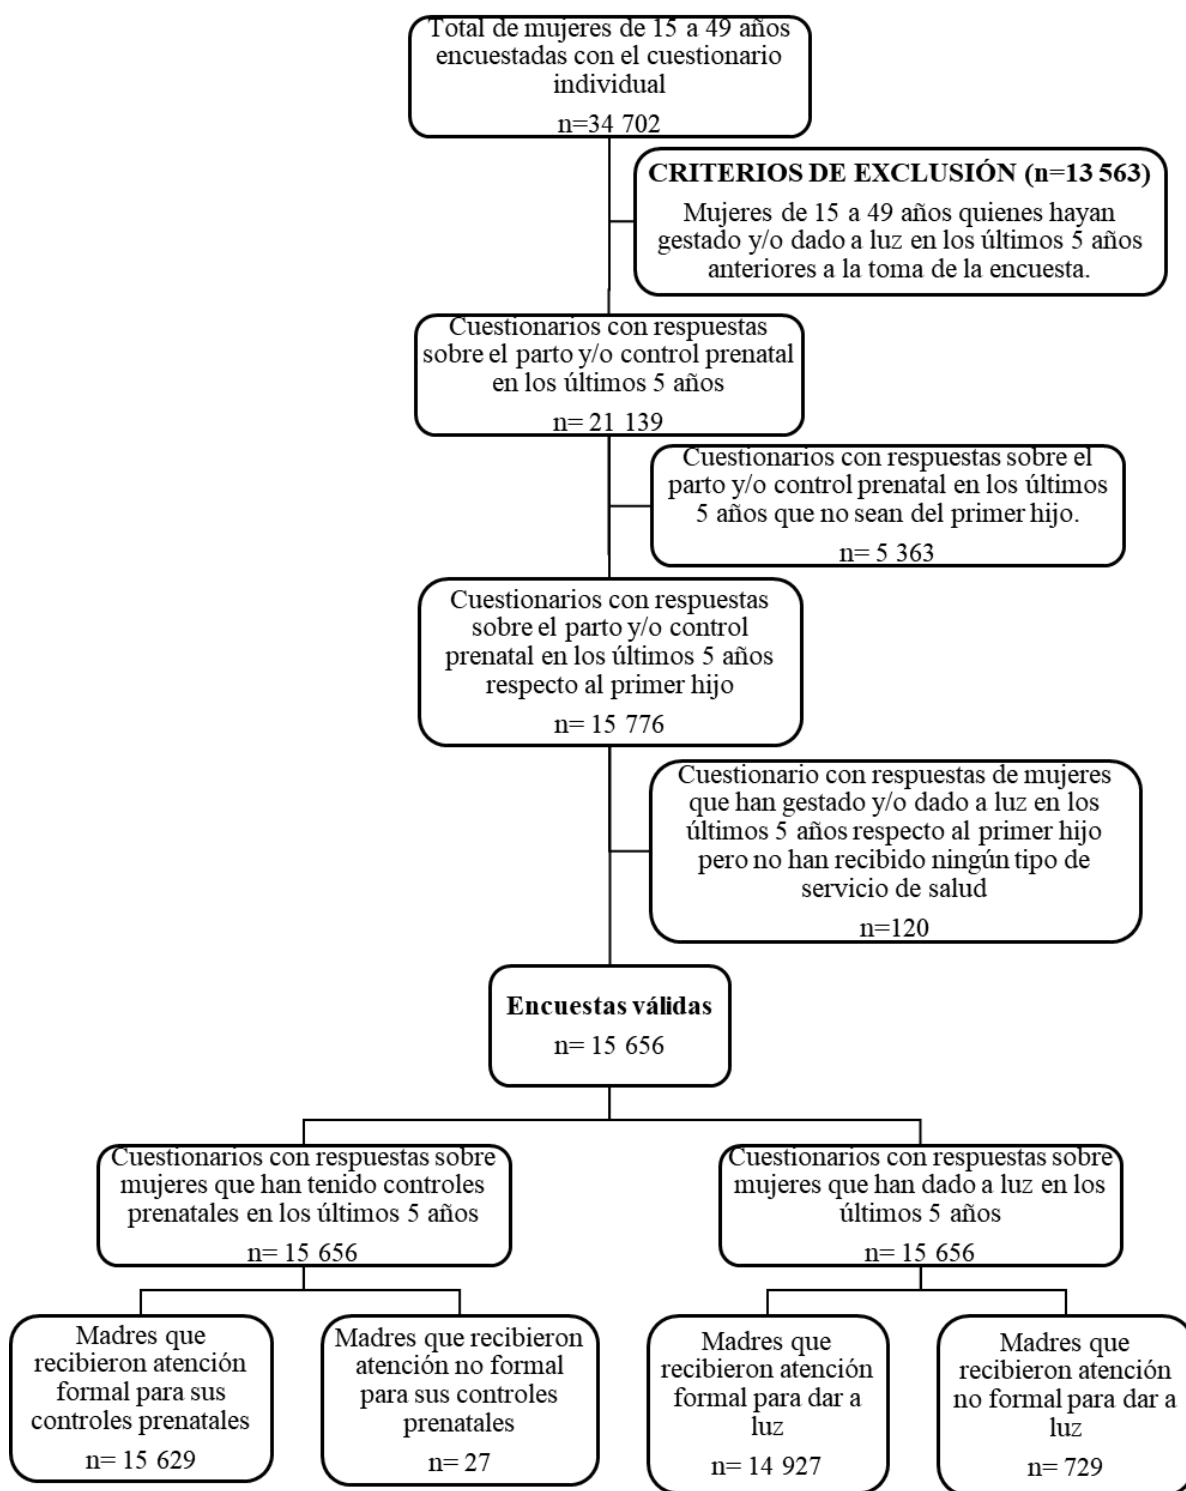 Total de mujeres de 15 a 49 años
encuestadas con el cuestionario
individual
n=34 702
CRITERIOS DE EXCLUSIÓN (n=13 563)
Mujeres de 15 a 49 años quienes hayan
gestado y/o dado a luz en los últimos 5 años
anteriores a la toma de la encuesta.
Cuestionarios con respuestas
sobre el parto y/o control prenatal
en los últimos 5 años
n= 21 139
Cuestionarios con respuestas sobre el
parto y/o control prenatal en los últimos
5 años que no sean del primer hijo.
n= 5 363
Cuestionarios con respuestas
sobre el parto y/o control
prenatal en los últimos 5 años
respecto al primer hijo
n= 15 776
Cuestionario con respuestas de mujeres
que han gestado y/o dado a luz en los
últimos 5 años respecto al primer hijo
pero no han recibido ningún tipo de
servicio de salud
n=120
Encuestas válidas
n= 15 656
Cuestionarios con respuestas sobre
mujeres que han tenido controles
prenatales en los últimos 5 años
n= 15 656
Cuestionarios con respuestas sobre
mujeres que han dado a luz en los
últimos 5 años
n= 15 656
Madres que
recibieron atención
formal para sus
controles prenatales
n= 15 629
Madres que recibieron
atención no formal
para sus controles
prenatales
n= 27
Madres que
recibieron atención
formal para dar a
luz
n= 14 927
Madres que
recibieron atención
no formal para dar a
luz
n= 729